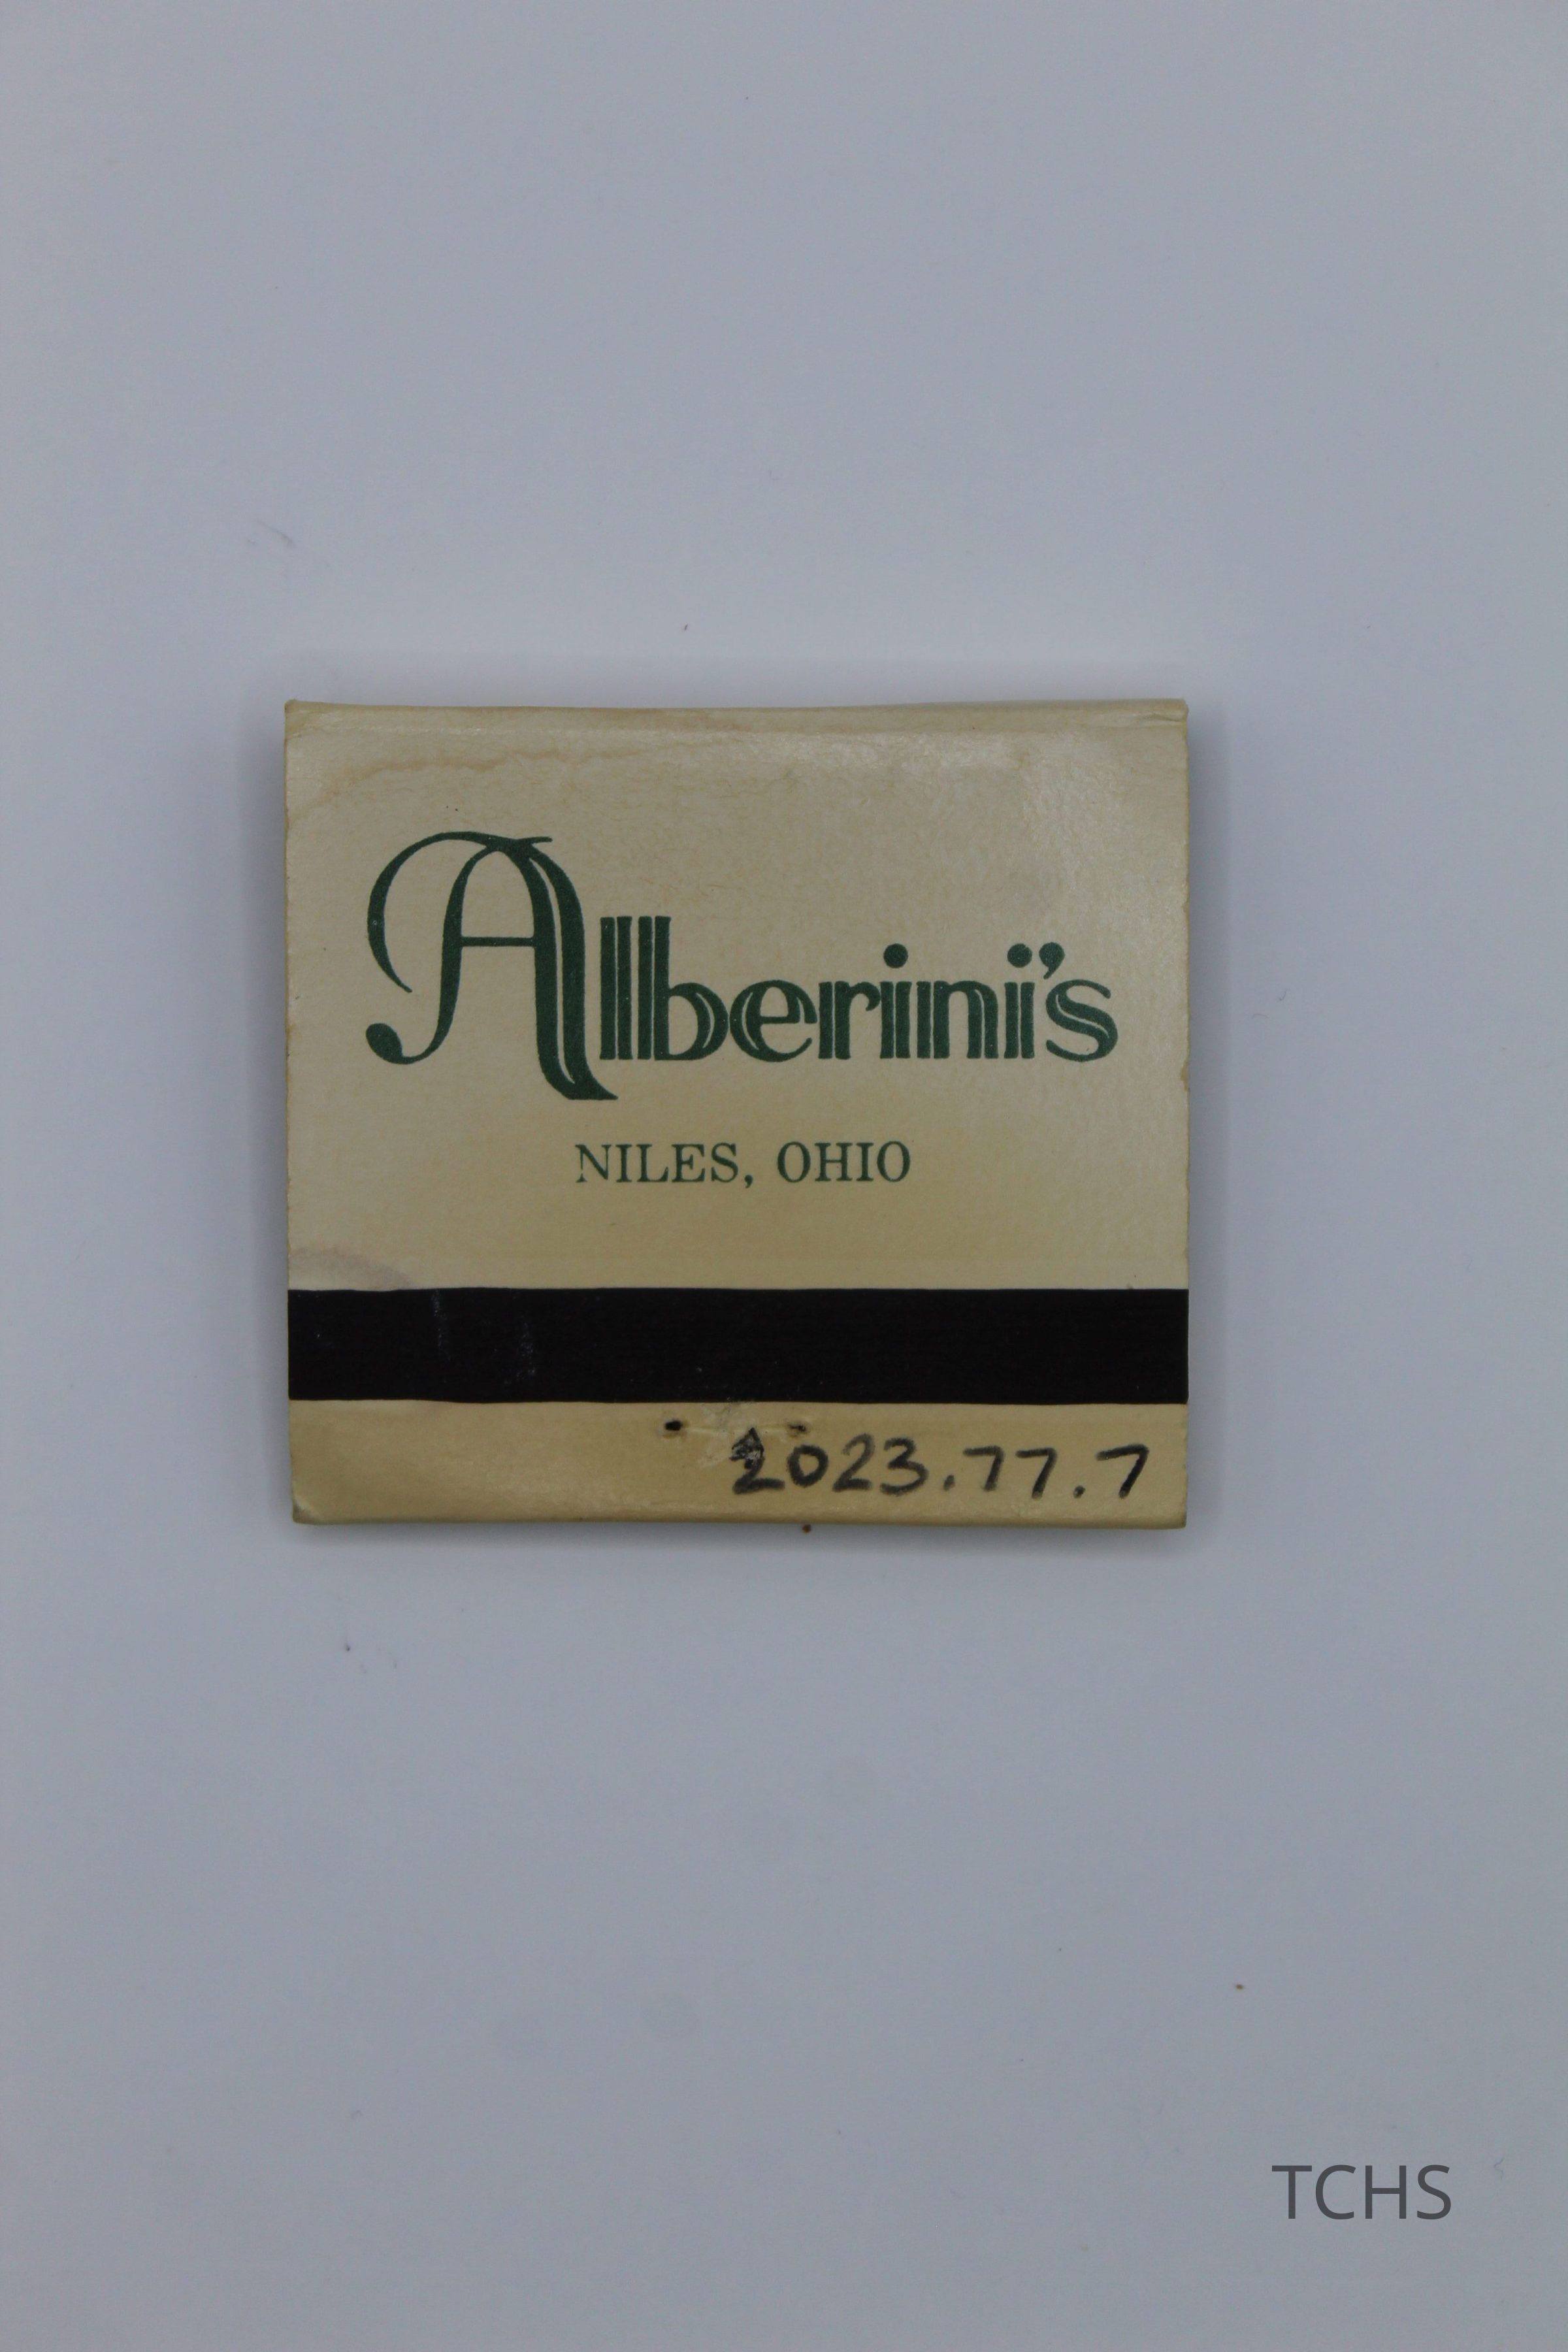 Alberini's
NILES, OHIO
2023.77.7
TCHS